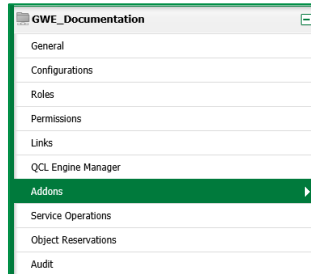 GWE_Documentation
General
Configurations
Roles
Permissions
Links
QCL Engine Manager
Addons
Service Operations
Object Reservations
Audit